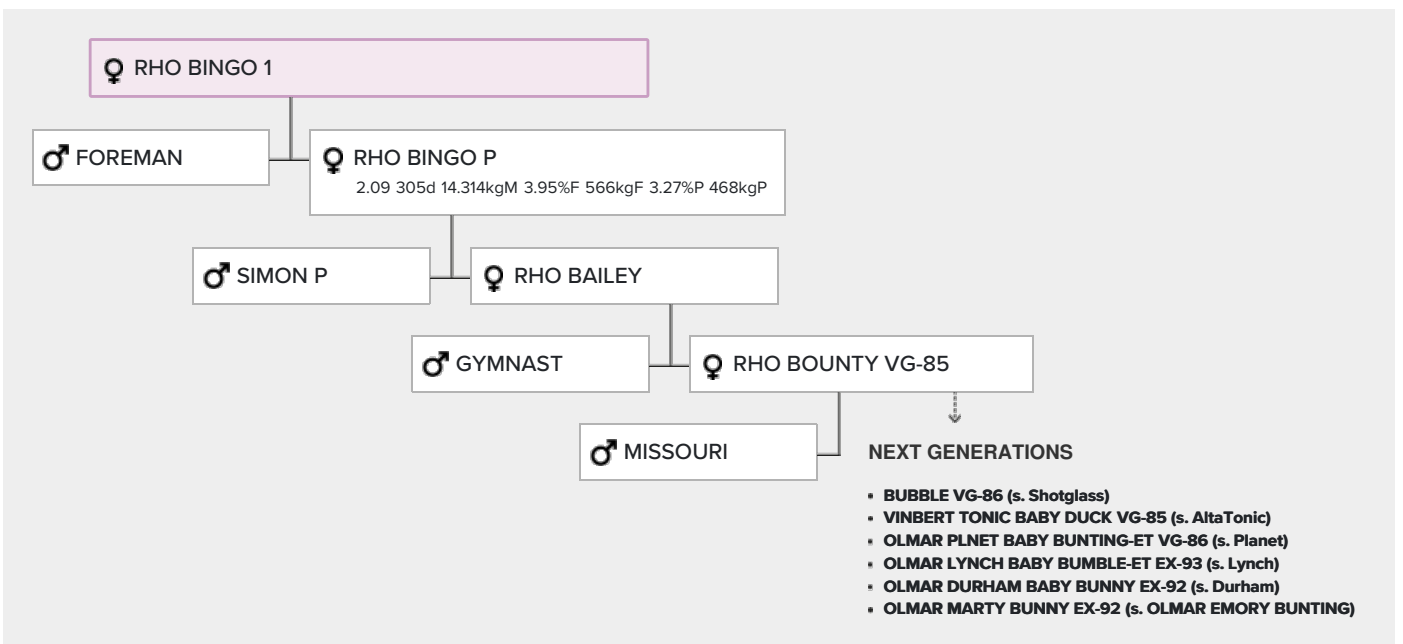 RHO BINGO 1
FOREMAN
RHO BINGO P
2.09 305d 14.314kgM 3.95%F 566kgF 3.27%P 468kgP
SIMON P
RHO BAILEY
GYMNAST
RHO BOUNTY VG-85
MISSOURI
NEXT GENERATIONS
BUBBLE VG-86 (s. Shotglass)
VINBERT TONIC BABY DUCK VG-85 (s. AltaTonic)
OLMAR PLNET BABY BUNTING-ET VG-86 (s. Planet)
OLMAR LYNCH BABY BUMBLE-ET EX-93 (s. Lynch)
OLMAR DURHAM BABY BUNNY EX-92 (s. Durham)
OLMAR MARTY BUNNY EX-92 (s. OLMAR EMORY BUNTING)